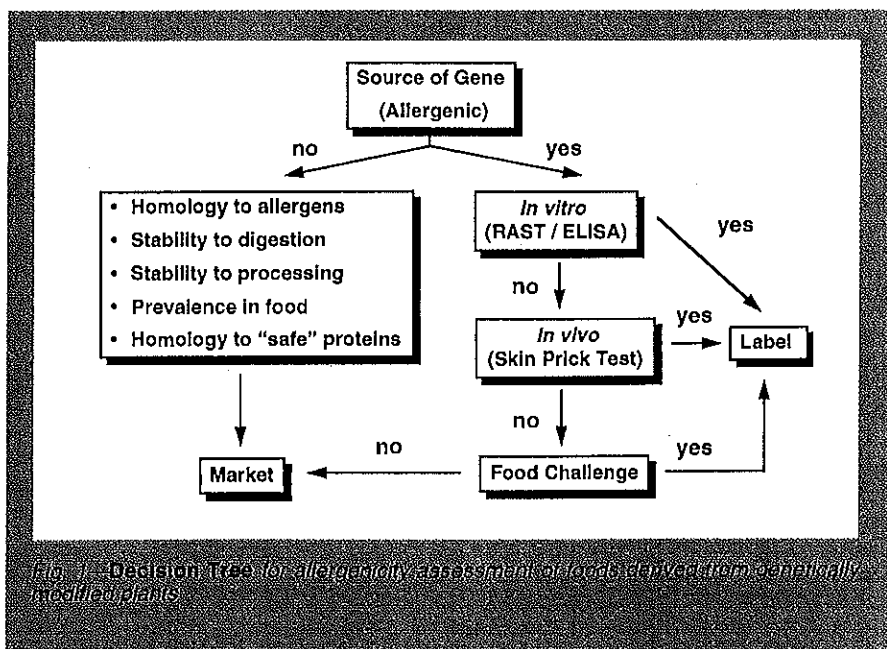 Source of Gene
(Allergenic)
no
yes
• Homology to allergens
• Stability to digestion
• Stability to processing
• Prevalence in food
• Homology to "safe" proteins
In vitro
(RAST / ELISA)
yes
no
In vivo
(Skin Prick Test)
yes
Label
no
Market
no
Food Challenge
yes
Fig. 1—Decision Tree for allergenicity assessment of foods derived from genetically
modified plants